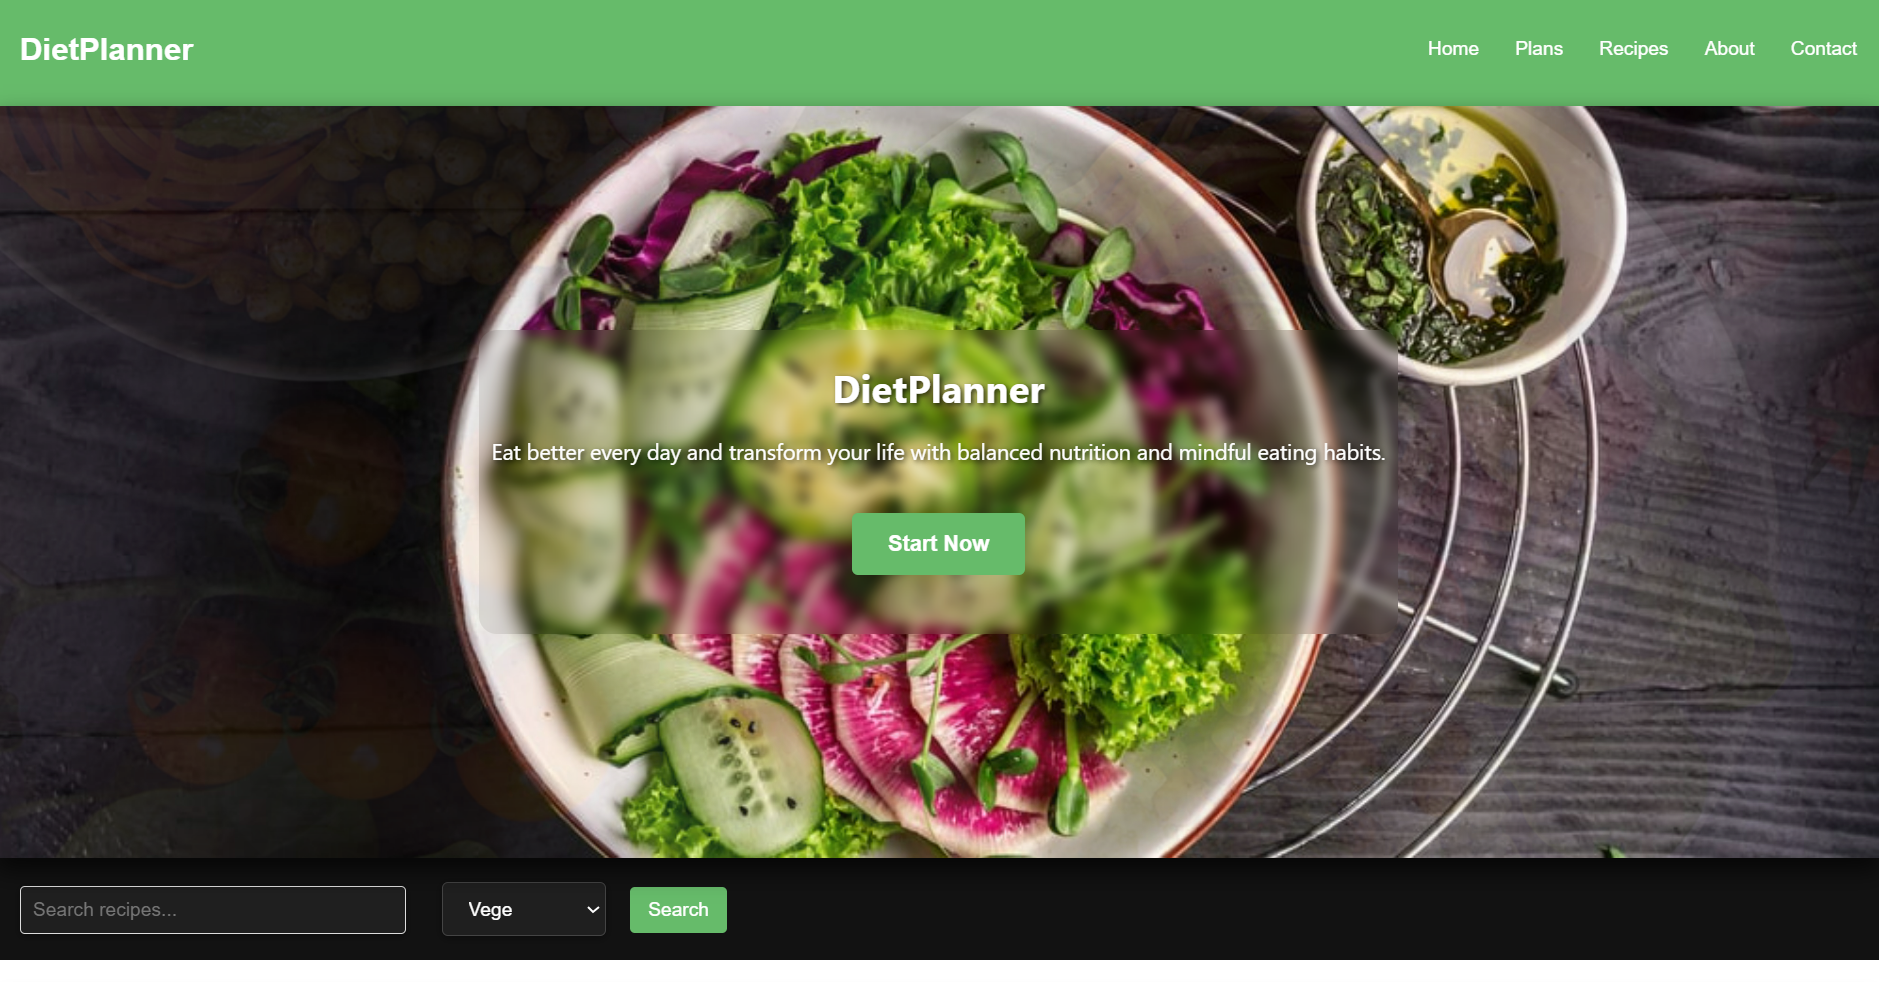 DietPlanner
Home Plans Recipes About Contact
DietPlanner
Eat better every day and transform your life with balanced nutrition and mindful eating habits.
Start Now
Search recipes...
Vege
Search